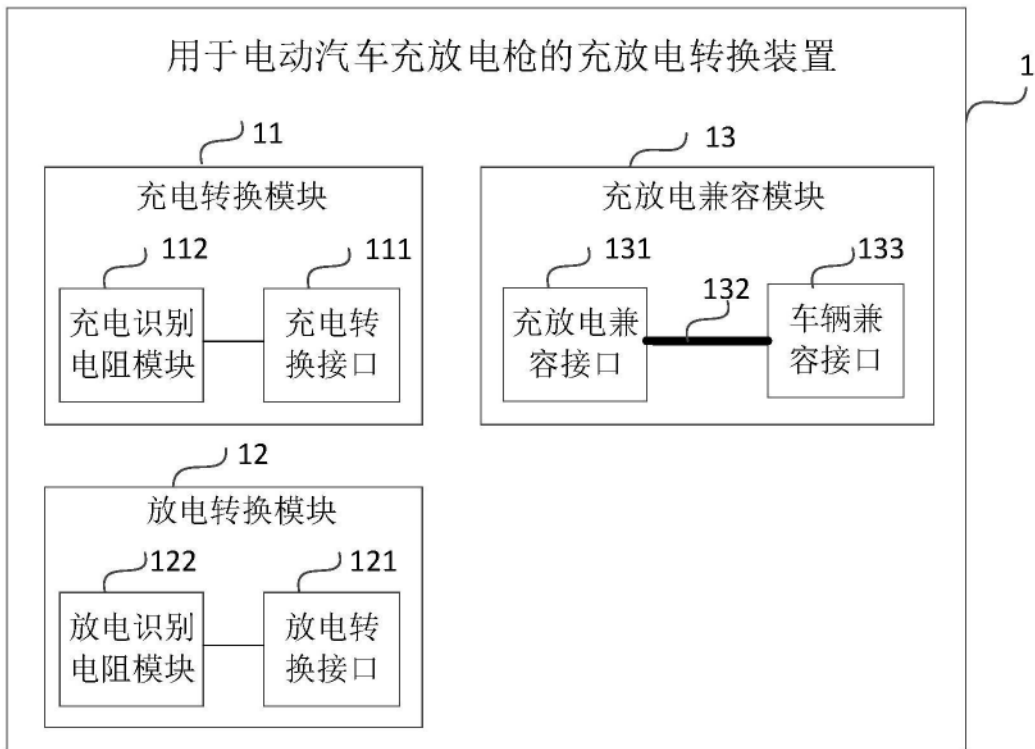 用于电动汽车充放电枪的充放电转换装置
1
11
充电转换模块
112
111
充电识别
电阻模块
充电转
换接口
13
充放电兼容模块
131
132
133
充放电兼
容接口
车辆兼
容接口
12
放电转换模块
122
121
放电识别
电阻模块
放电转
换接口